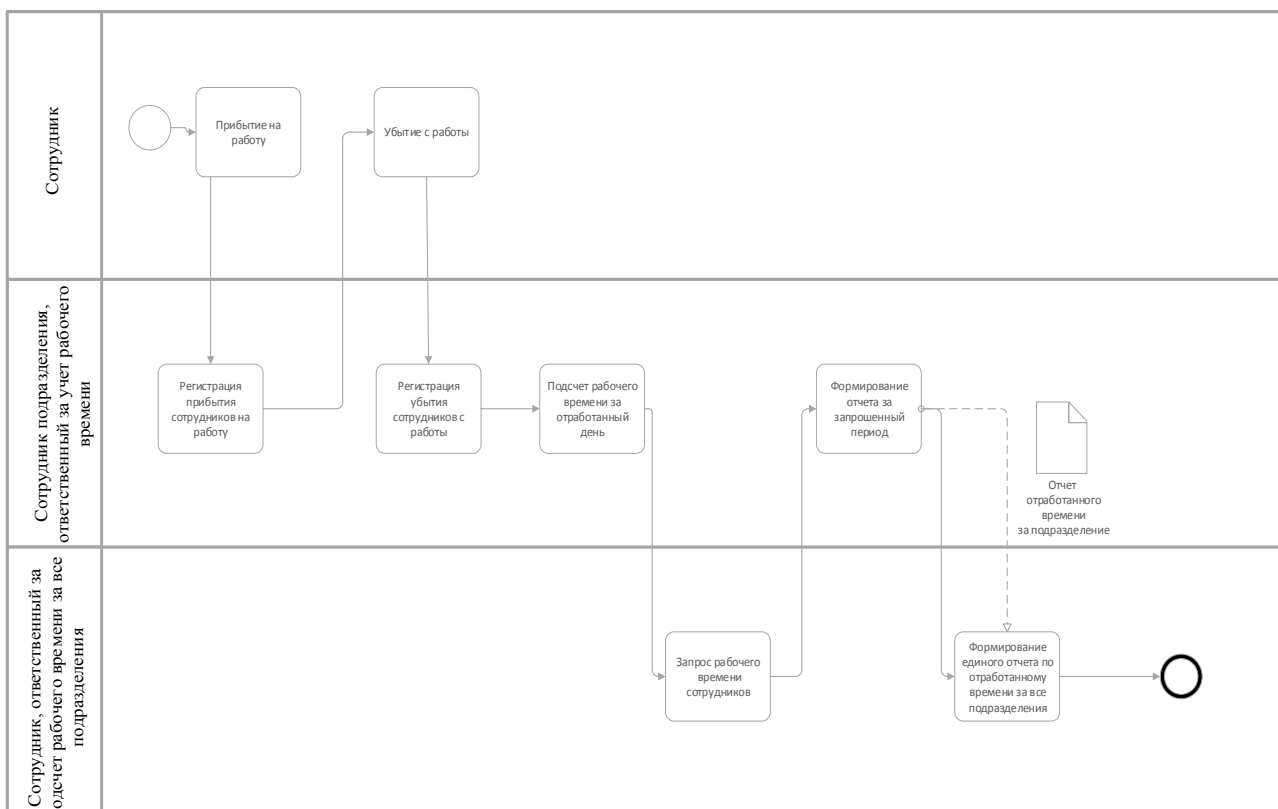 Сотрудник
Прибытие на
работу
Убытие с работы
Сотрудник подразделения,
ответственный за учет рабочего
времени
Регистрация
прибытия
сотрудников на
работу
Регистрация
убытия
сотрудников с
работы
Подсчет рабочего
времени за
отработанный
день
Формирование
отчета за
запрошенный
период
Отчет
отработанного
времени
за подразделение
Сотрудник, ответственный за
одсчет рабочего времени за все
подразделения
Запрос рабочего
времени
сотрудников
Формирование
единого отчета по
отработанному
времени за все
подразделения